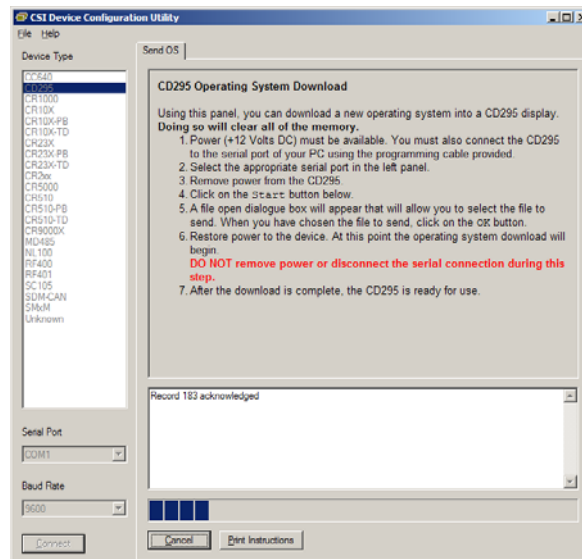 CSI Device Configuration Utility
File Help
Device Type
Send OS
CC640
CD295
CR1000
CR10X
CR10X-PB
CR10X-TD
CR23X
CR23X-PB
CR23X-TD
CR2xx
CR5000
CR510
CR510-PB
CR510-TD
CR9000X
MD485
NL100
RF400
RF401
SC105
SDM-CAN
SMxM
Unknown
Serial Port
COM1
Baud Rate
9600
Connect
CD295 Operating System Download
Using this panel, you can download a new operating system into a CD295 display.
Doing so will clear all of the memory.
1. Power (+12 Volts DC) must be available. You must also connect the CD295
to the serial port of your PC using the programming cable provided.
2. Select the appropriate serial port in the left panel.
3. Remove power from the CD295.
4. Click on the Start button below.
5. A file open dialogue box will appear that will allow you to select the file to
send. When you have chosen the file to send, click on the OK button.
6. Restore power to the device. At this point the operating system download will
begin.
DO NOT remove power or disconnect the serial connection during this
step.
7. After the download is complete, the CD295 is ready for use.
Record 183 acknowledged
Cancel Print Instructions